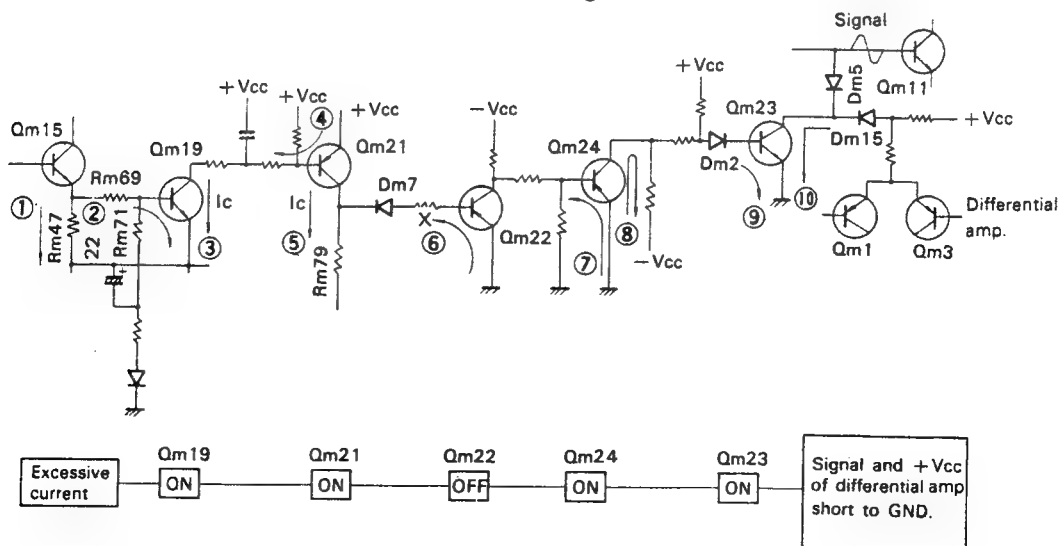 Signal
Qm11
Dm5
+Vcc
+Vcc
④
+Vcc
Qm15
Qm19
Qm21
-Vcc
Qm24
+Vcc
Qm23
Dm2
Dm15
+Vcc
Rm69
①
②
Rm47
22
Rm71
Ic
③
Ic
⑤
Dm7
X
⑥
Qm22
Rm79
⑦
⑧
-Vcc
⑨
⑩
Qm1
Qm3
Differential
amp.
+
Qm19
Qm21
Qm22
Qm24
Qm23
Excessive
current
ON
ON
OFF
ON
ON
Signal and +Vcc
of differential amp
short to GND.